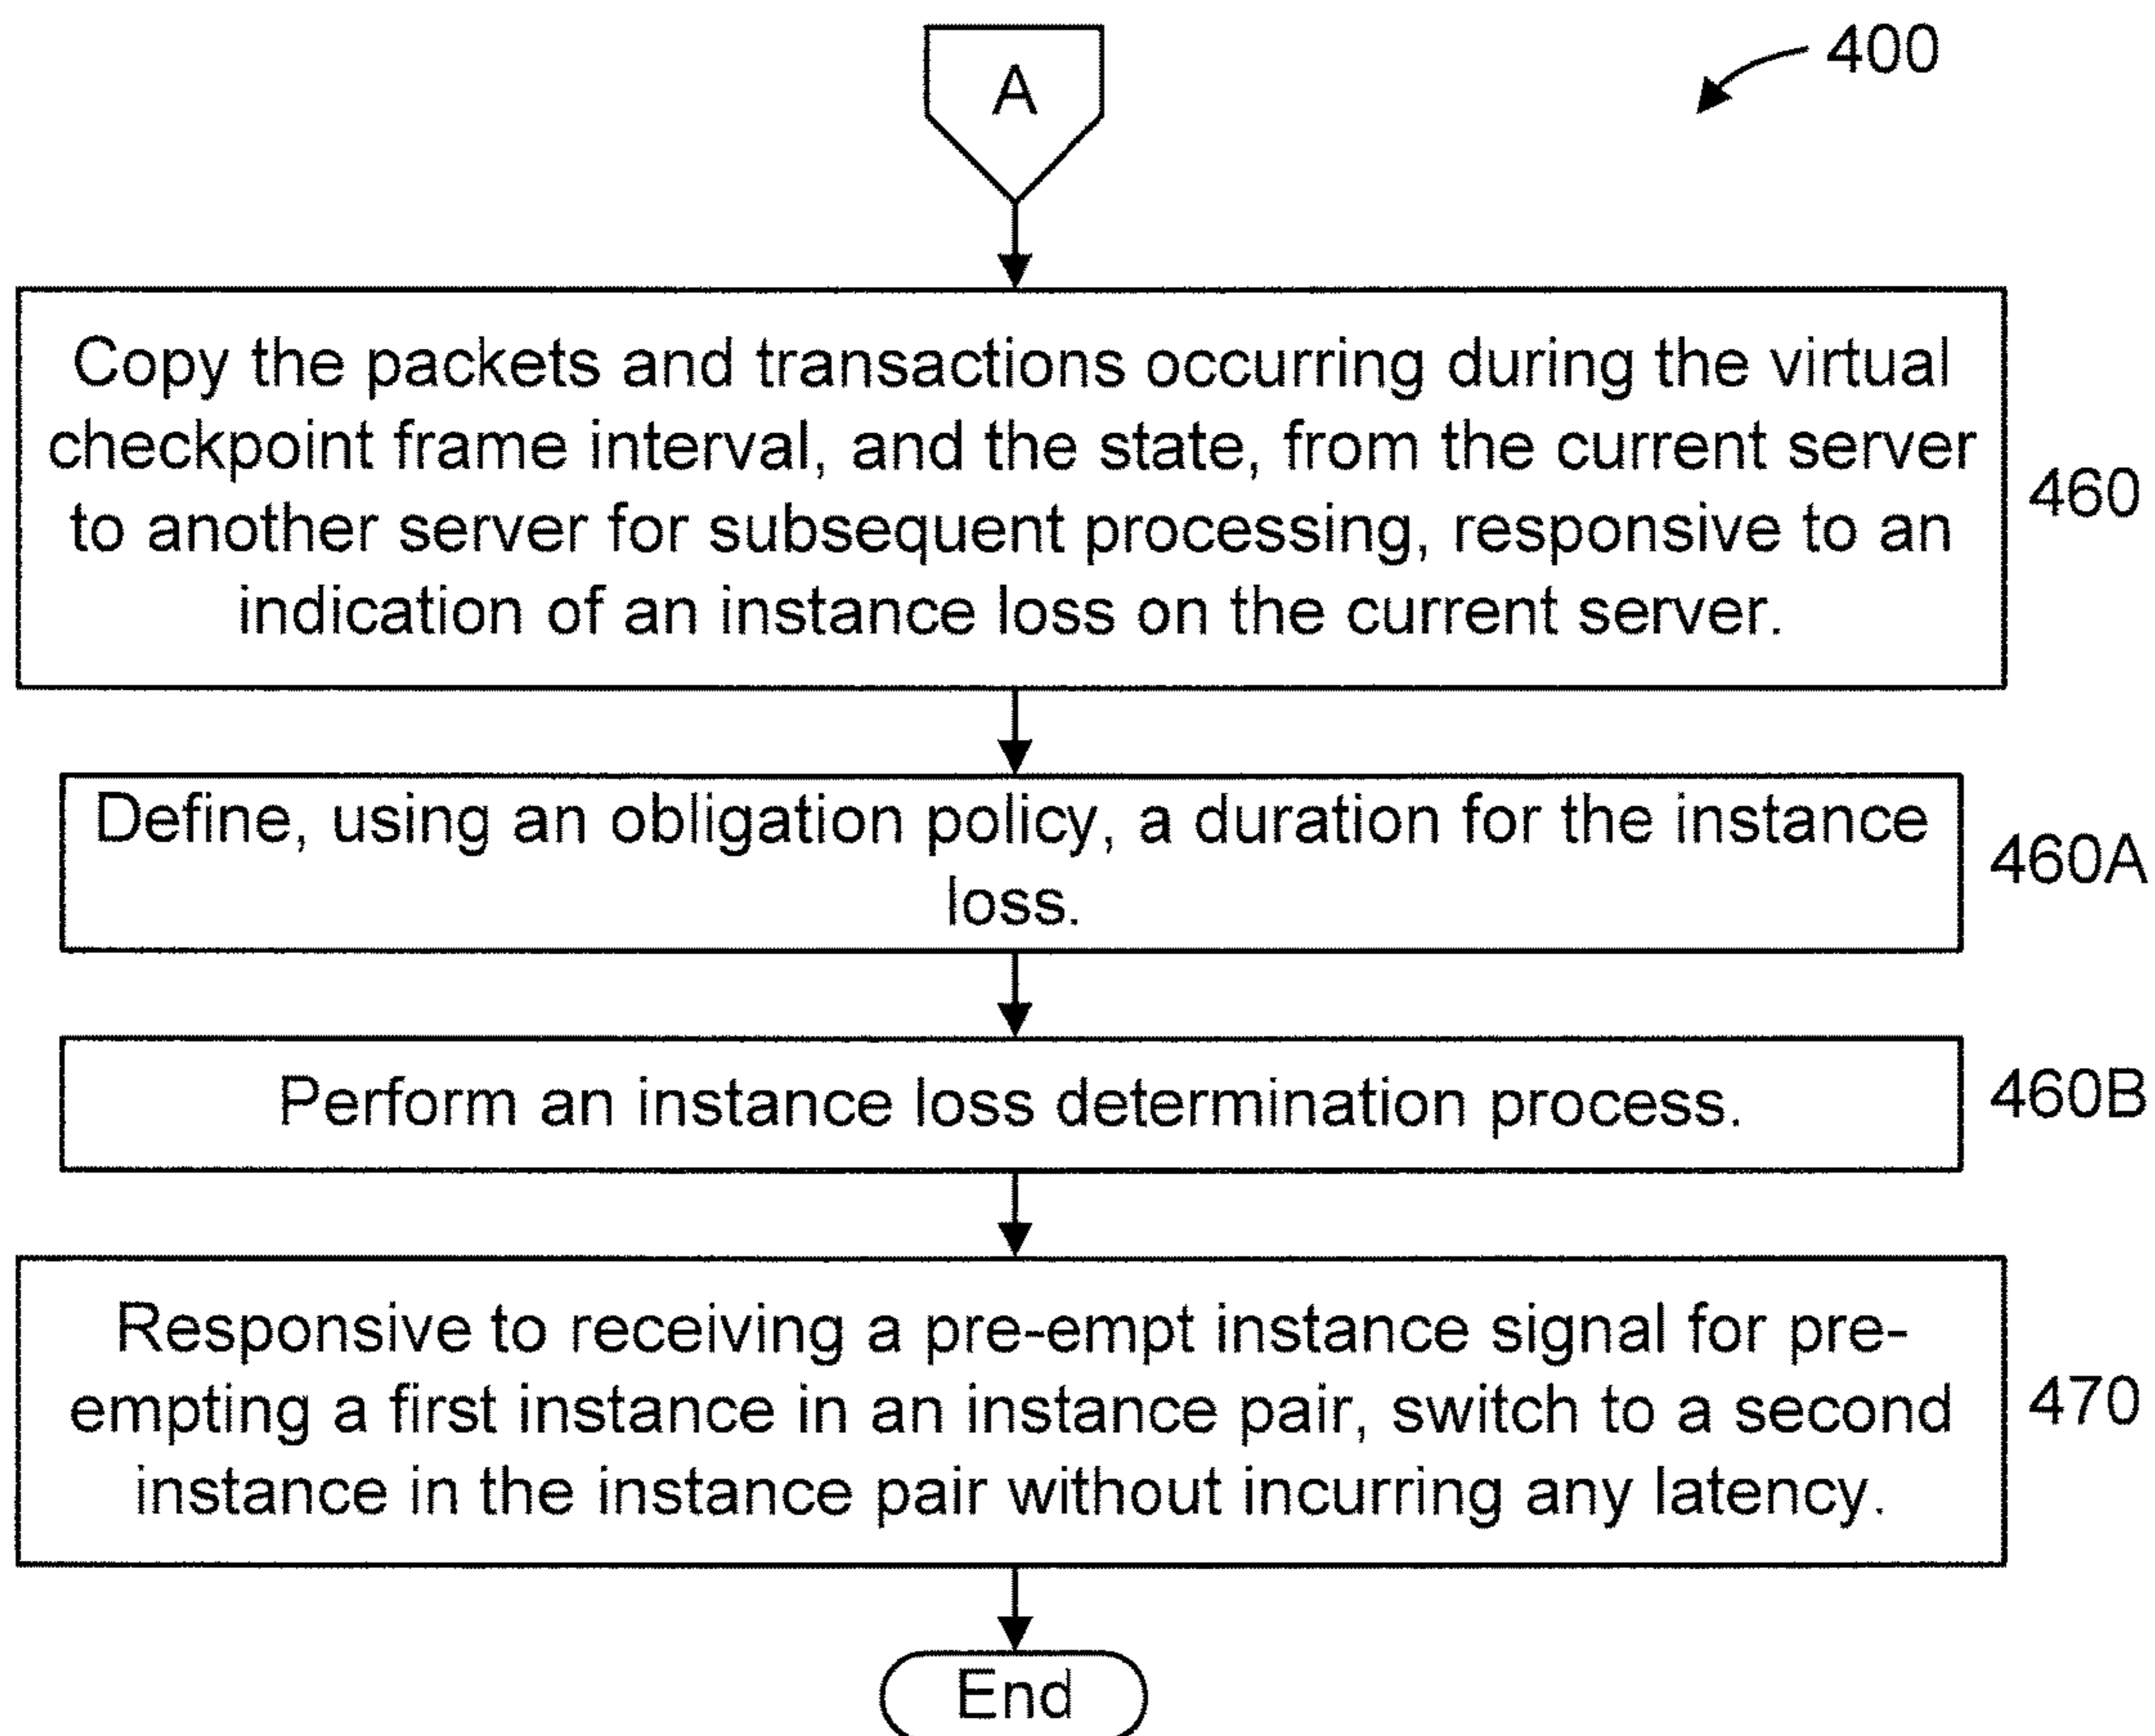 A
400
Copy the packets and transactions occurring during the virtual
checkpoint frame interval, and the state, from the current server
to another server for subsequent processing, responsive to an
indication of an instance loss on the current server.
460
Define, using an obligation policy, a duration for the instance
loss.
460A
Perform an instance loss determination process.
460B
Responsive to receiving a pre-empt instance signal for pre-
empting a first instance in an instance pair, switch to a second
instance in the instance pair without incurring any latency.
470
End